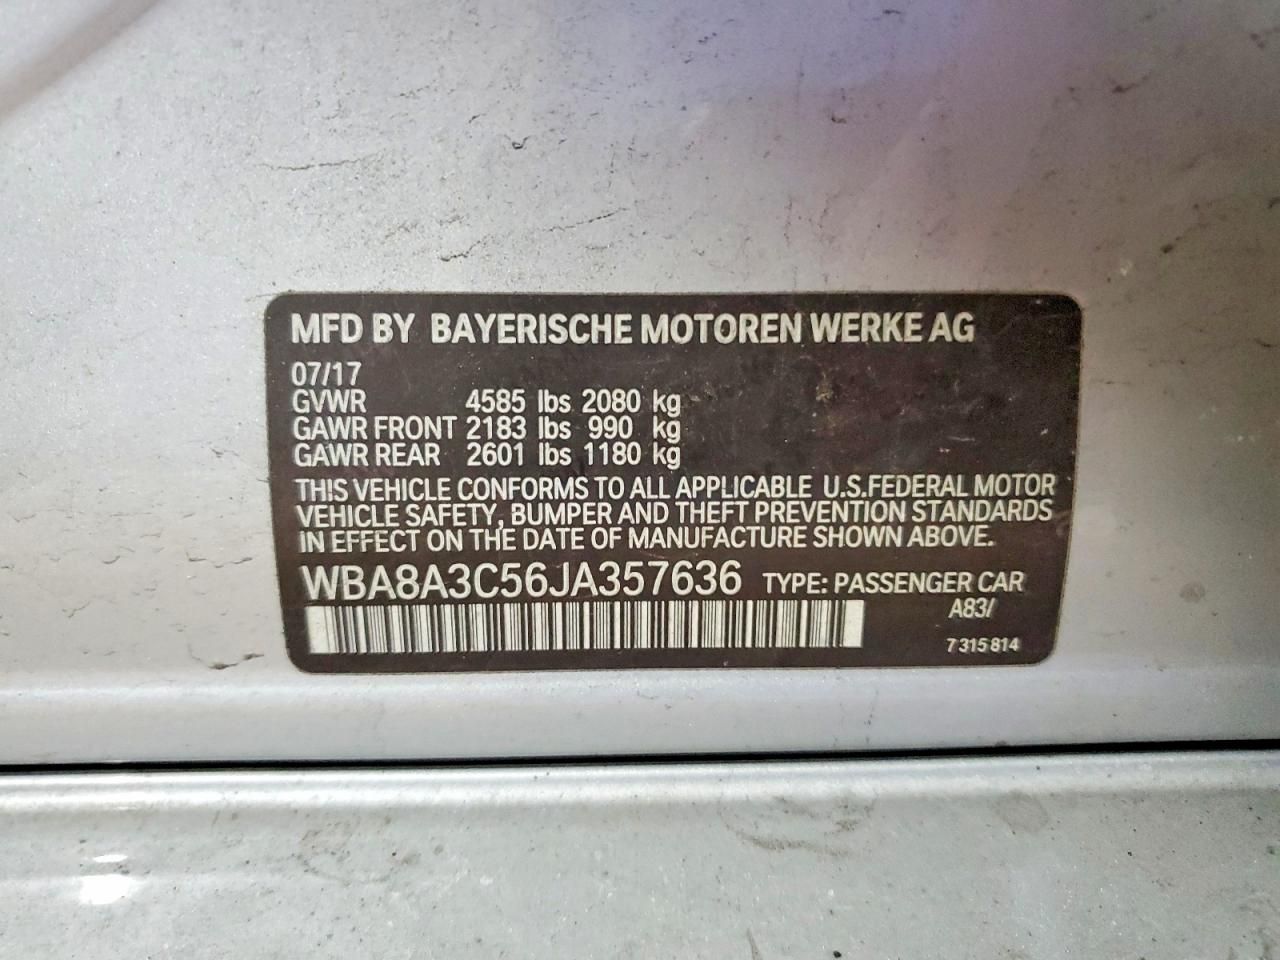 MFD BY BAYERISCHE MOTOREN WERKE AG
07/17
GVWR 4585 lbs 2080 kg
GAWR FRONT 2183 lbs 990 kg
GAWR REAR 2601 lbs 1180 kg
THIS VEHICLE CONFORMS TO ALL APPLICABLE U.S.FEDERAL MOTOR
VEHICLE SAFETY, BUMPER AND THEFT PREVENTION STANDARDS
IN EFFECT ON THE DATE OF MANUFACTURE SHOWN ABOVE.
WBA8A3C56JA357636 TYPE: PASSENGER CAR
A83/
7 315 814